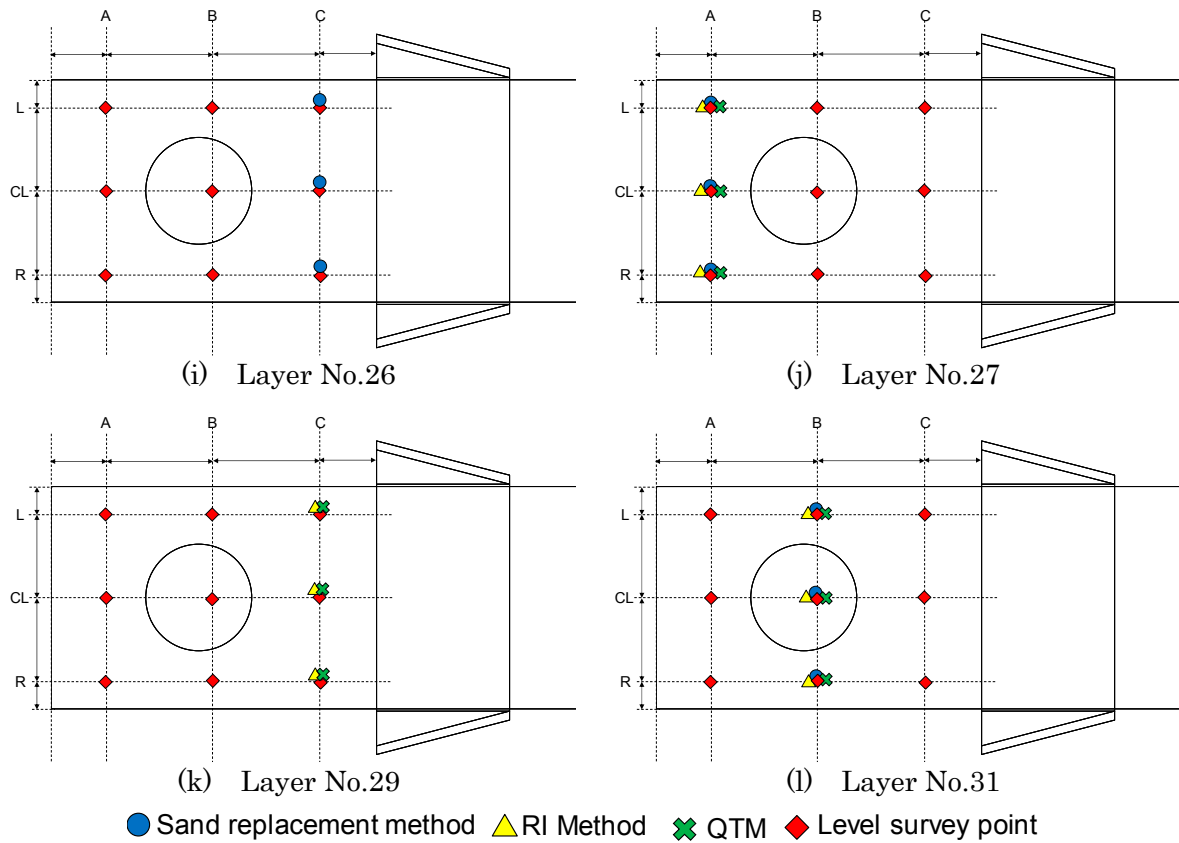 A B C
L
CL
R
(i) Layer No.26
A B C
L
CL
R
(j) Layer No.27
A B C
L
CL
R
(k) Layer No.29
A B C
L
CL
R
(l) Layer No.31
Sand replacement method RI Method QTM Level survey point